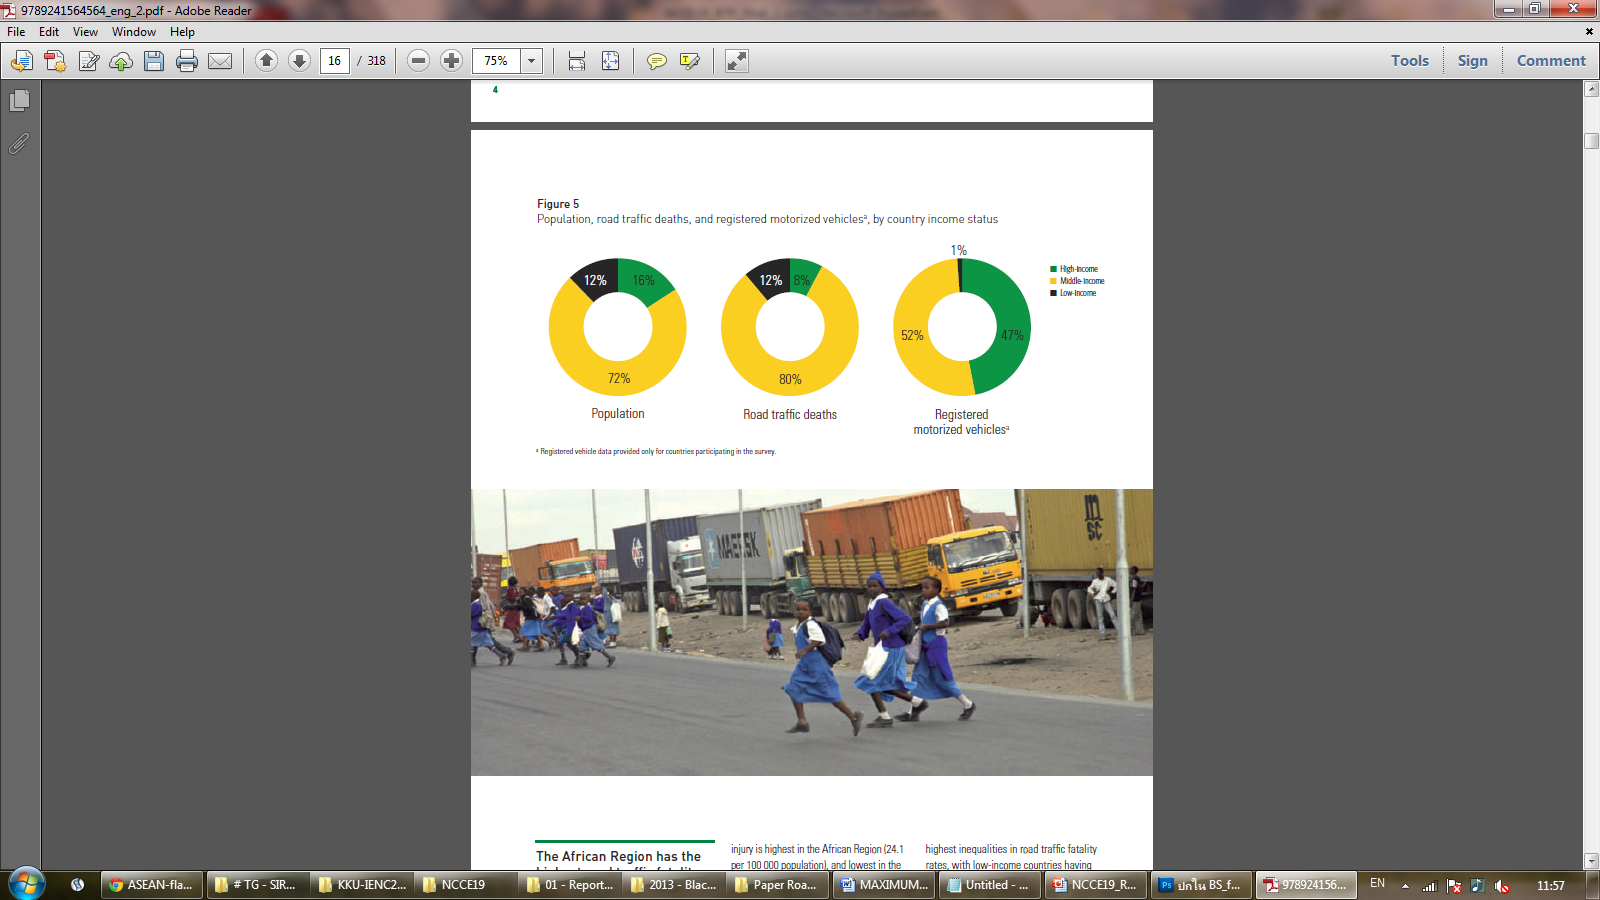 9789241564564_eng_2.pdf - Adobe Reader
File Edit View Window Help
16 / 318 75% Tools Sign Comment
4
Figure 5
Population, road traffic deaths, and registered motorized vehiclesª, by country income status
12% 16% 72%
Population
12% 8% 80%
Road traffic deaths
1% 52% 47%
Registered
motorized vehiclesª
High-income
Middle-income
Low-income
ª Registered vehicle data provided only for countries participating in the survey.
MAERSK
m
sc
The African Region has the
injury is highest in the African Region (24.1
per 100 000 population), and lowest in the
highest inequalities in road traffic fatality
rates, with low-income countries having
ASEAN-fla... # TG - SIR... KKU-IENC2... NCCE19 01 - Report... 2013 - Blac... Paper Roa... MAXIMUM... Untitled - ... NCCE19_R... ปกใน BS_f... 978924156... EN 11:57